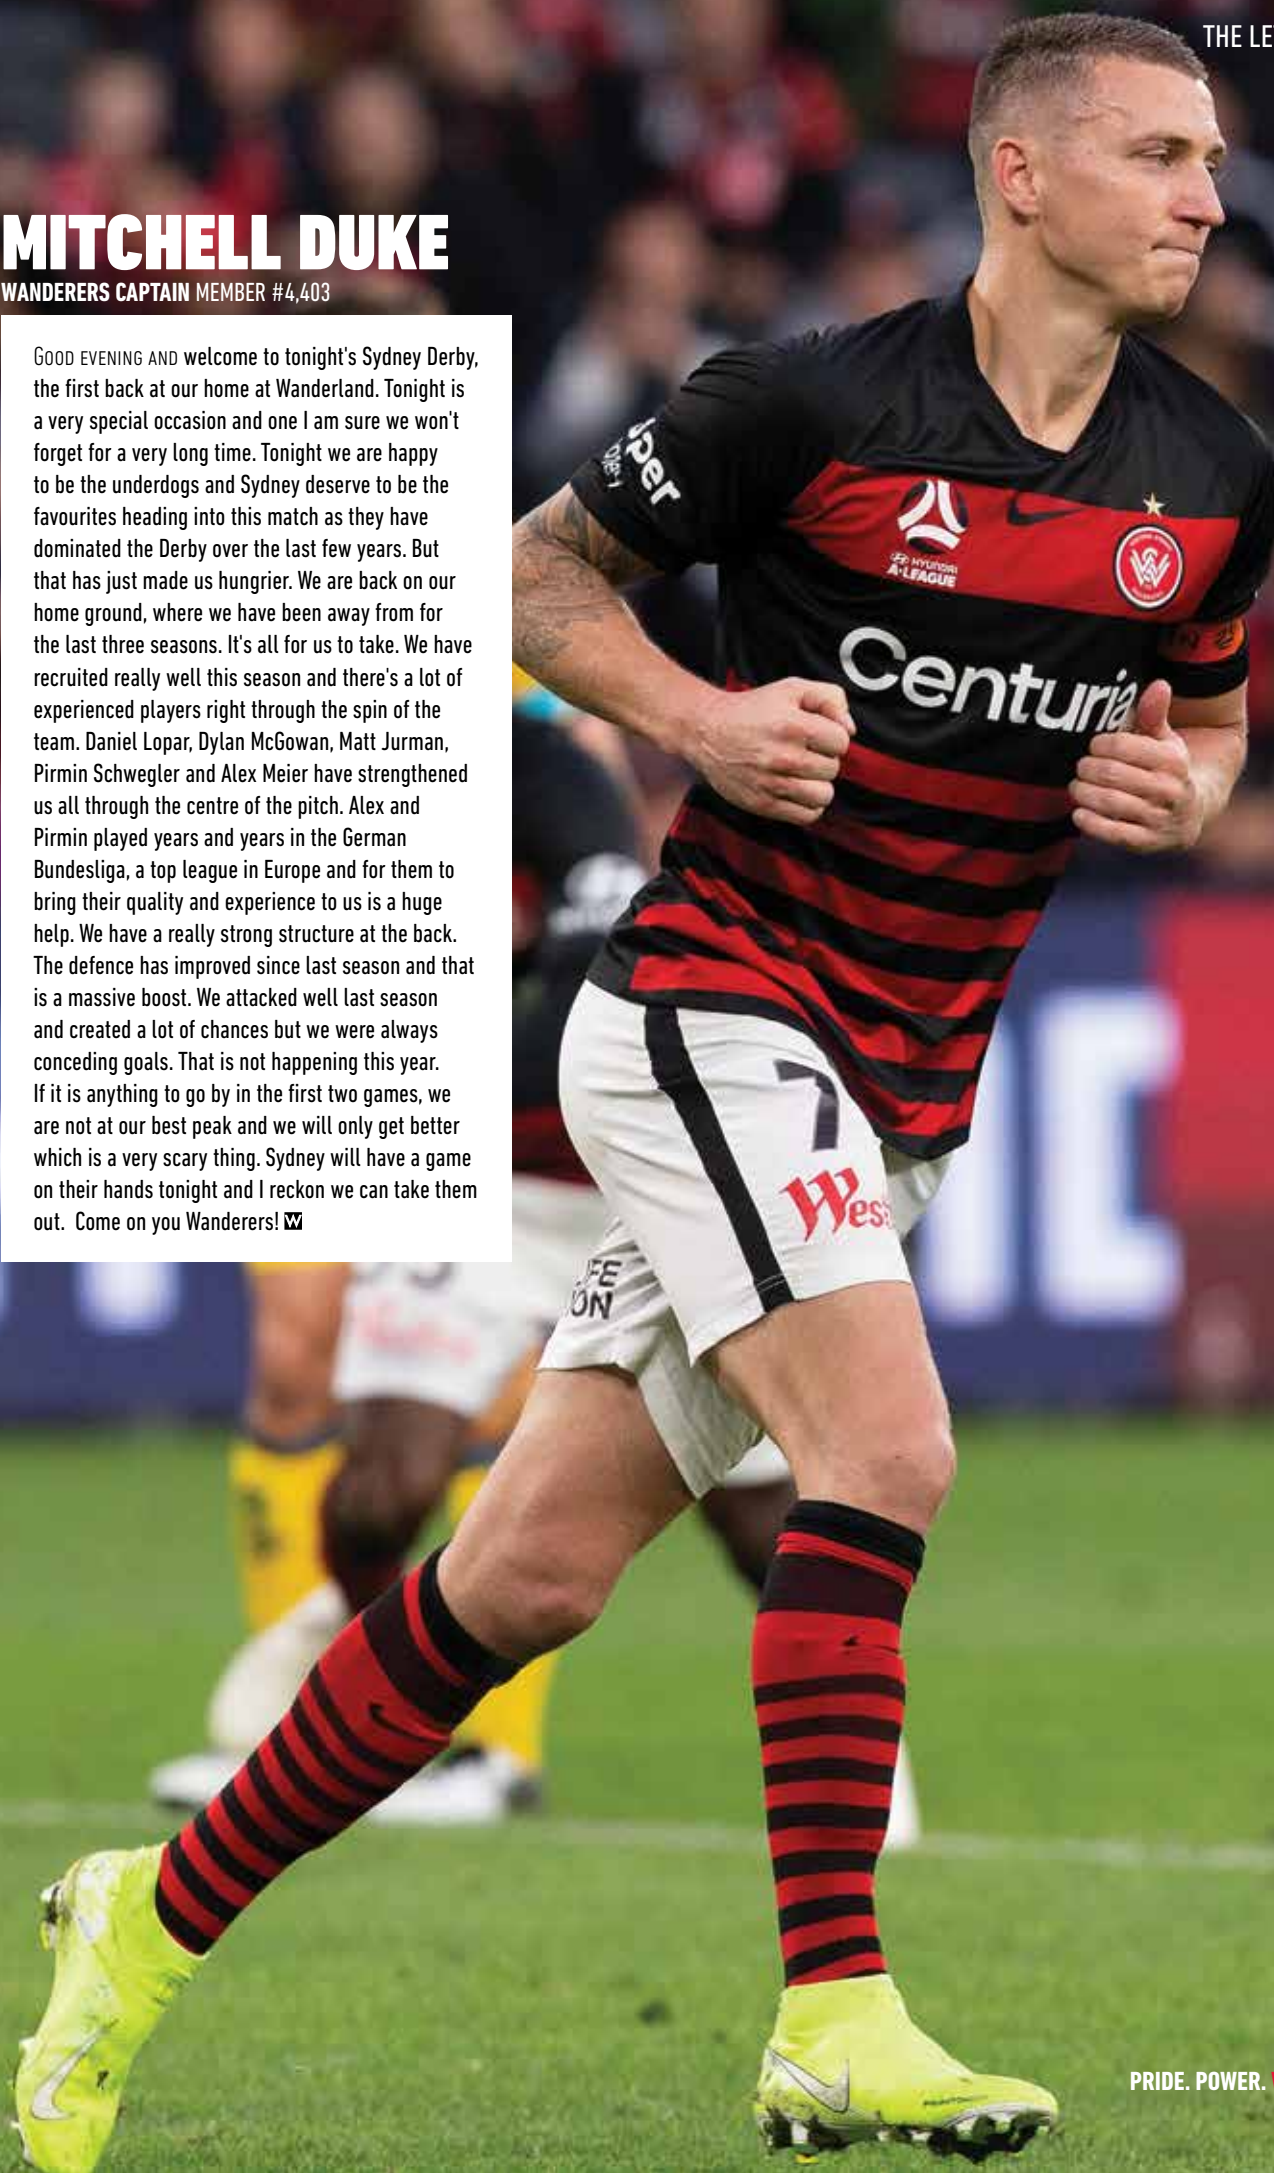 THE LE
MITCHELL DUKE
WANDERERS CAPTAIN MEMBER #4,403
GOOD EVENING AND welcome to tonight's Sydney Derby,
the first back at our home at Wanderland. Tonight is
a very special occasion and one I am sure we won't
forget for a very long time. Tonight we are happy
to be the underdogs and Sydney deserve to be the
favourites heading into this match as they have
dominated the Derby over the last few years. But
that has just made us hungrier. We are back on our
home ground, where we have been away from for
the last three seasons. It's all for us to take. We have
recruited really well this season and there's a lot of
experienced players right through the spin of the
team. Daniel Lopar, Dylan McGowan, Matt Jurman,
Pirmin Schwegler and Alex Meier have strengthened
us all through the centre of the pitch. Alex and
Pirmin played years and years in the German
Bundesliga, a top league in Europe and for them to
bring their quality and experience to us is a huge
help. We have a really strong structure at the back.
The defence has improved since last season and that
is a massive boost. We attacked well last season
and created a lot of chances but we were always
conceding goals. That is not happening this year.
If it is anything to go by in the first two games, we
are not at our best peak and we will only get better
which is a very scary thing. Sydney will have a game
on their hands tonight and I reckon we can take them
out.  Come on you Wanderers! W
per
HYUNDAI
A-LEAGUE
Centuria
7
Wes
FE
ON
PRIDE. POWER.